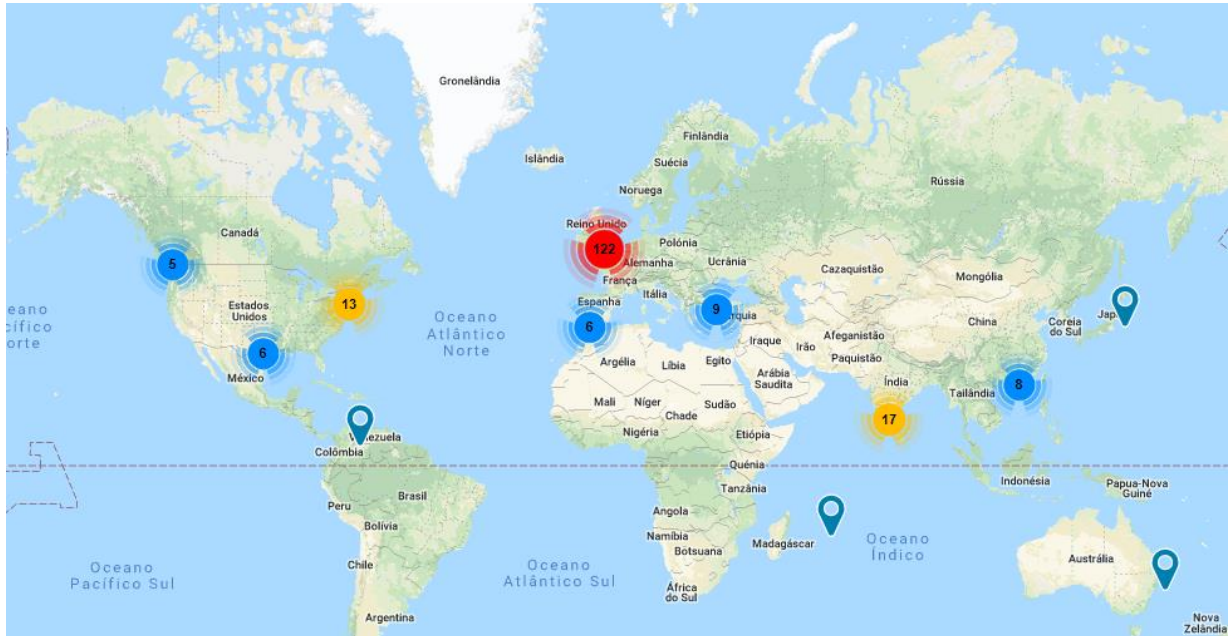 Gronelândia
Finlândia
Islândia
Suécia
Noruega
Rússia
Reino Unido
Canadá
122
Polónia
Alemanha
Ucrânia
5
França
Cazaquistão
Mongólia
Itália
13
Espanha
9
Estados
Unidos
Oceano
Atlântico
Norte
6
China
Coreia
do Sul
Afeganistão
Iraque
Irão
Paquistão
6
Argélia
Líbia
Egito
Arábia
Saudita
México
Índia
Tailândia
8
Mali
Níger
Chade
Sudão
17
Nigéria
Etiópia
Colômbia
Quénia
Brasil
Tanzânia
Indonésia
Papua-Nova
Guiné
Peru
Angola
Bolívia
Namíbia
Botsuana
Madagáscar
Oceano
Índico
Austrália
Chile
Oceano
Pacífico Sul
Oceano
Atlântico Sul
África
do Sul
Argentina
Nova
Zelândia